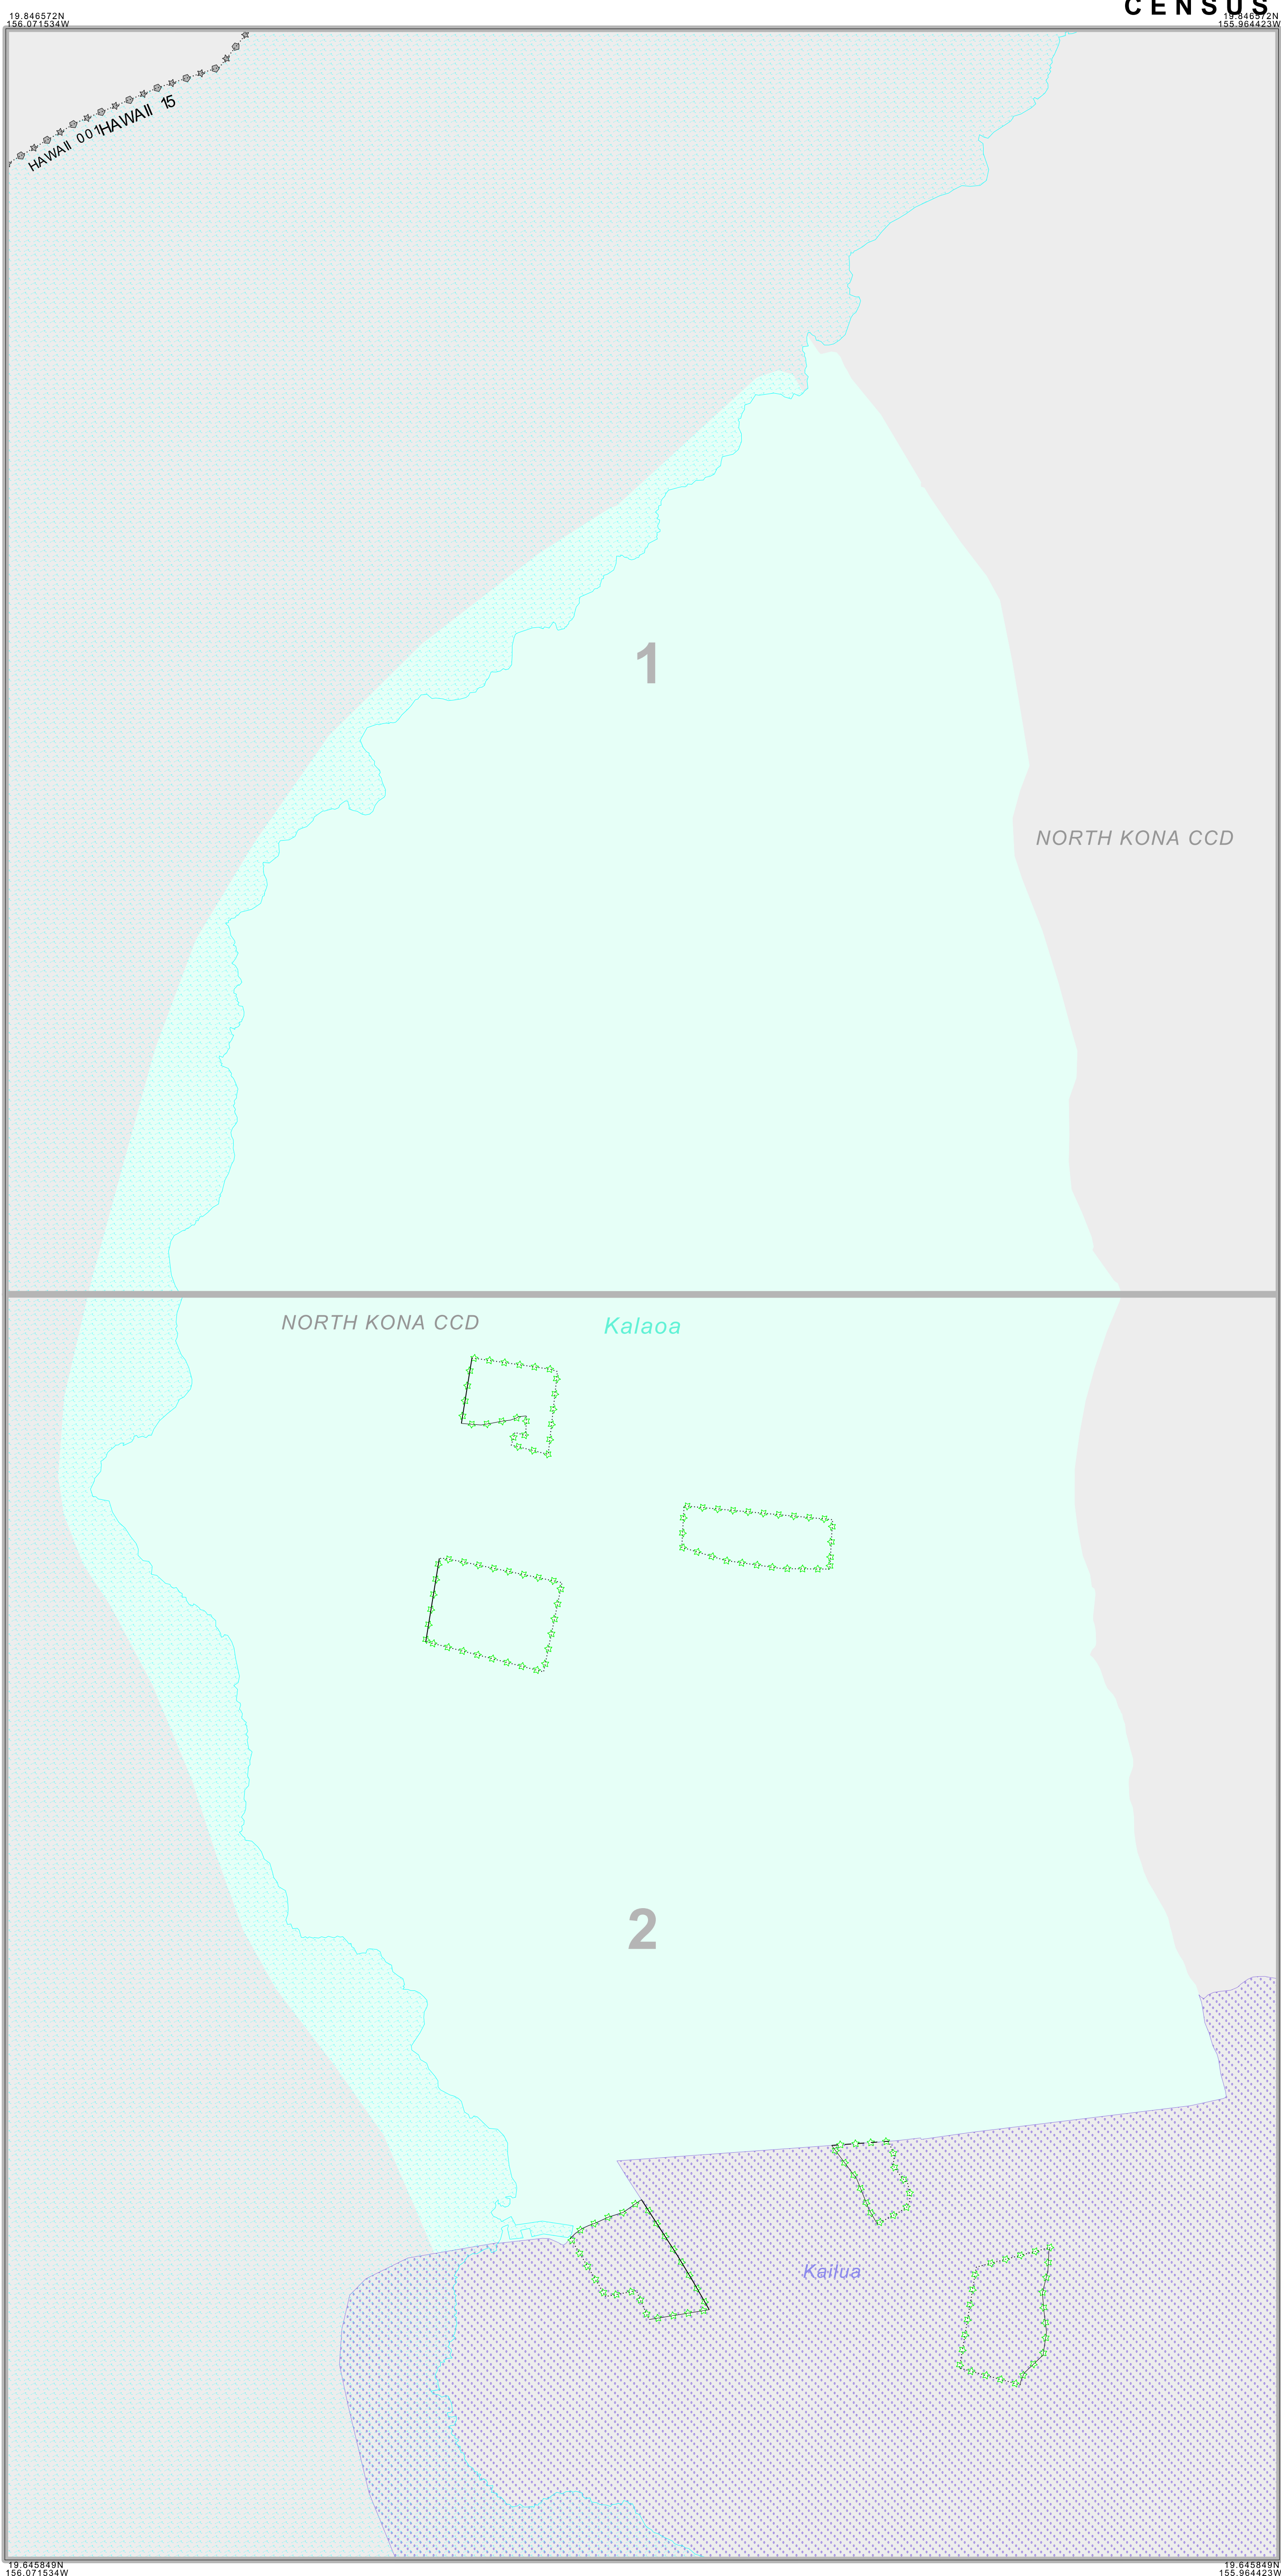 CENSUS
19.846572N
156.071534W
19.846572N
155.964423W
HAWAII 15
HAWAII 001
1
NORTH KONA CCD
NORTH KONA CCD
Kalaoa
2
Kailua
19.645849N
156.071534W
19.645849N
155.964423W